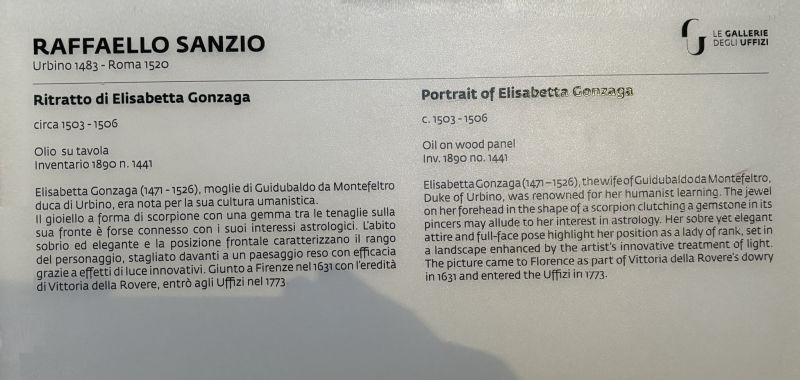 RAFFAELLO SANZIO
Urbino 1483 - Roma 1520
LE GALLERIE
DEGLI UFFIZI
Ritratto di Elisabetta Gonzaga
circa 1503 - 1506
Olio su tavola
Inventario 1890 n. 1441
Elisabetta Gonzaga (1471 - 1526), moglie di Guidubaldo da Montefeltro
duca di Urbino, era nota per la sua cultura umanistica.
Il gioiello a forma di scorpione con una gemma tra le tenaglie sulla
sua fronte è forse connesso con i suoi interessi astrologici. L'abito
sobrio ed elegante e la posizione frontale caratterizzano il rango
del personaggio, stagliato davanti a un paesaggio reso con efficacia
grazie a effetti di luce innovativi. Giunto a Firenze nel 1631 con l'eredità
di Vittoria della Rovere, entrò agli Uffizi nel 1773
Portrait of Elisabetta Gonzaga
c. 1503 - 1506
Oil on wood panel
Inv. 1890 no. 1441
Elisabetta Gonzaga (1471–1526), the wife of Guidubaldo da Montefeltro,
Duke of Urbino, was renowned for her humanist learning. The jewel
on her forehead in the shape of a scorpion clutching a gemstone in its
pincers may allude to her interest in astrology. Her sobre yet elegant
attire and full-face pose highlight her position as a lady of rank, set in
a landscape enhanced by the artist's innovative treatment of light.
The picture came to Florence as part of Vittoria della Rovere's dowry
in 1631 and entered the Uffizi in 1773.